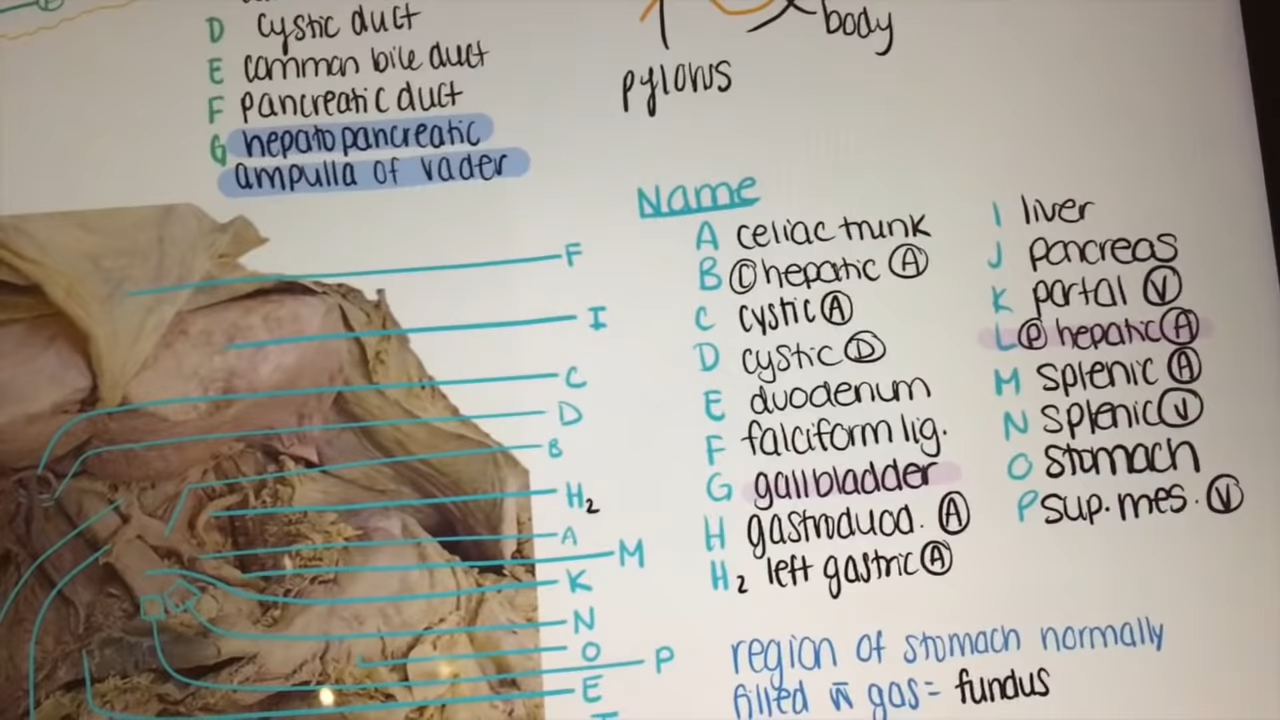 D cystic duct
E common bile duct
F pancreatic duct
G hepatopancreatic
ampulla of vader
body
pylorus
Name
A celiac trunk
B Ⓒ hepatic Ⓐ
C cystic Ⓐ
D cystic Ⓓ
E duodenum
F falciform lig.
G gallbladder
H gastroduod. Ⓐ
H2 left gastric Ⓐ
I liver
J pancreas
K portal Ⓥ
L Ⓟ hepatic Ⓐ
M splenic Ⓐ
N splenic Ⓥ
O stomach
P sup. mes. Ⓥ
F
I
C
D
B
H2
A
M
K
N
O
P
E
region of stomach normally
filled w̄ gas = fundus